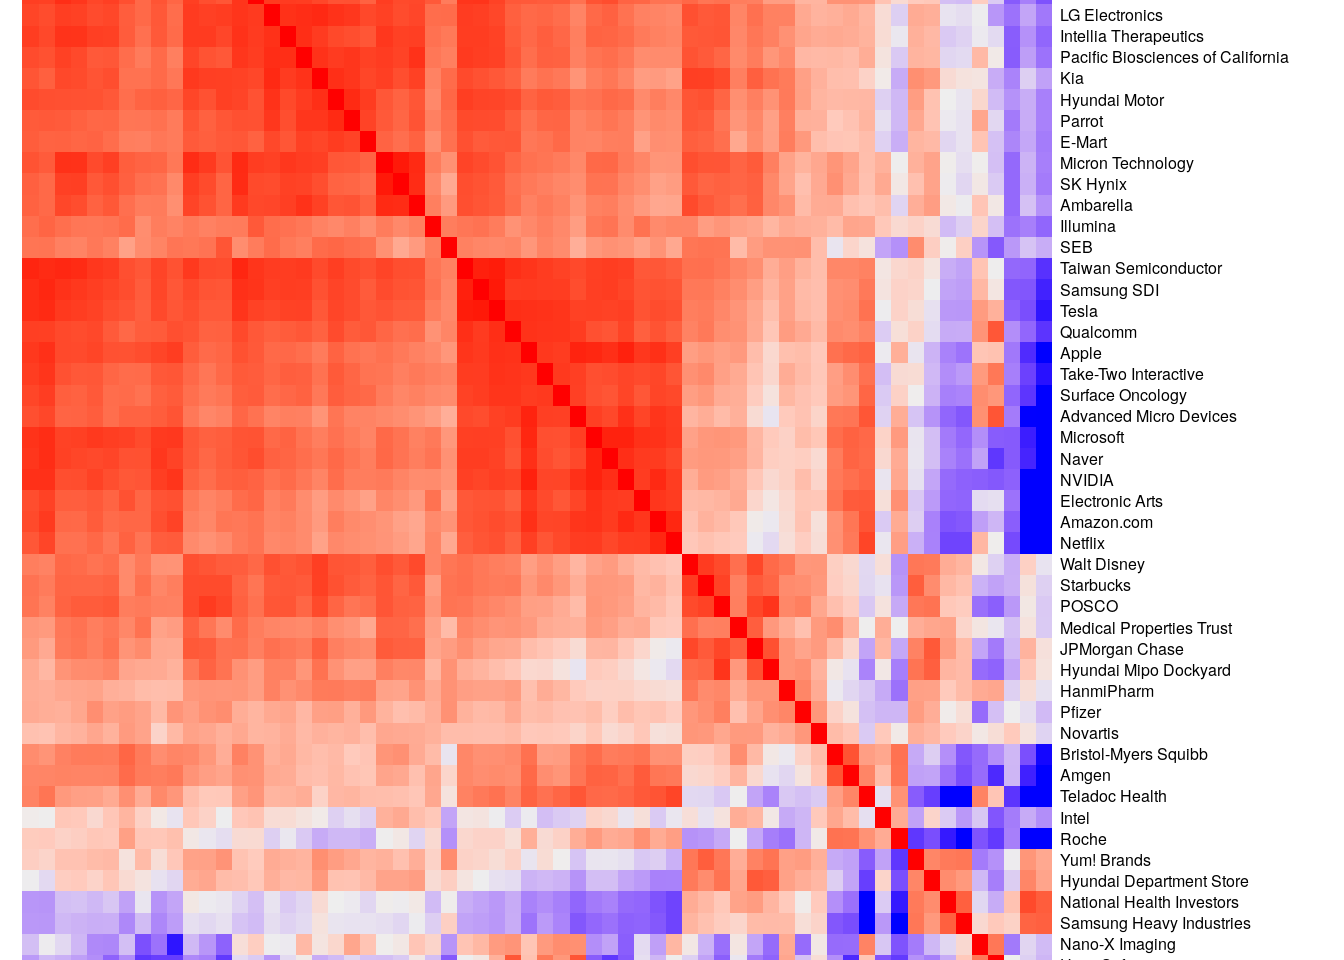 LG Electronics
Intellia Therapeutics
Pacific Biosciences of California
Kia
Hyundai Motor
Parrot
E-Mart
Micron Technology
SK Hynix
Ambarella
Illumina
SEB
Taiwan Semiconductor
Samsung SDI
Tesla
Qualcomm
Apple
Take-Two Interactive
Surface Oncology
Advanced Micro Devices
Microsoft
Naver
NVIDIA
Electronic Arts
Amazon.com
Netflix
Walt Disney
Starbucks
POSCO
Medical Properties Trust
JPMorgan Chase
Hyundai Mipo Dockyard
HanmiPharm
Pfizer
Novartis
Bristol-Myers Squibb
Amgen
Teladoc Health
Intel
Roche
Yum! Brands
Hyundai Department Store
National Health Investors
Samsung Heavy Industries
Nano-X Imaging